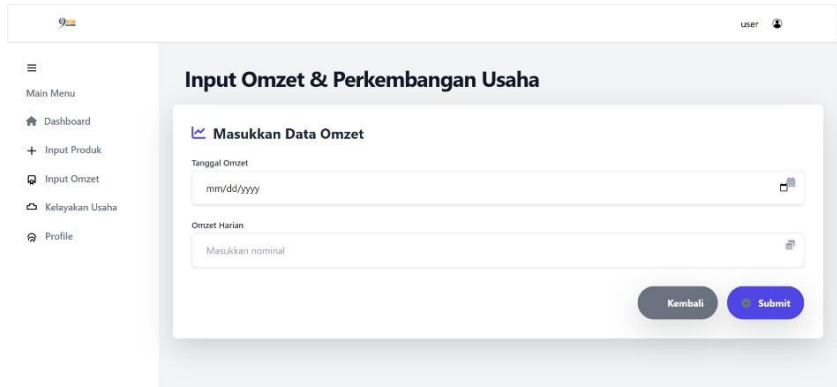 user
Main Menu
Dashboard
Input Produk
Input Omzet
Kelayakan Usaha
Profile
Input Omzet & Perkembangan Usaha
Masukkan Data Omzet
Tanggal Omzet
mm/dd/yyyy
Omzet Harian
Masukkan nominal
Kembali
Submit